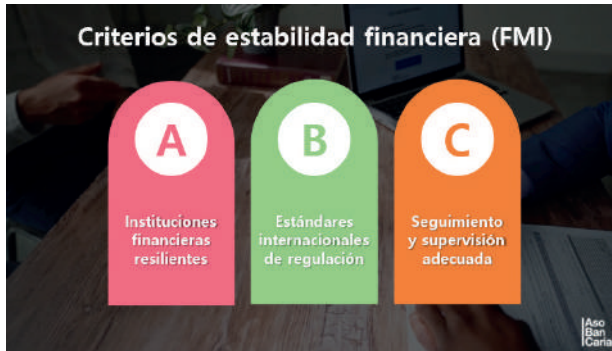 Criterios de estabilidad financiera (FMI)
A
Instituciones
financieras
resilientes
B
Estándares
internacionales
de regulación
C
Seguimiento
y supervisión
adecuada
Aso
Ban
Caria